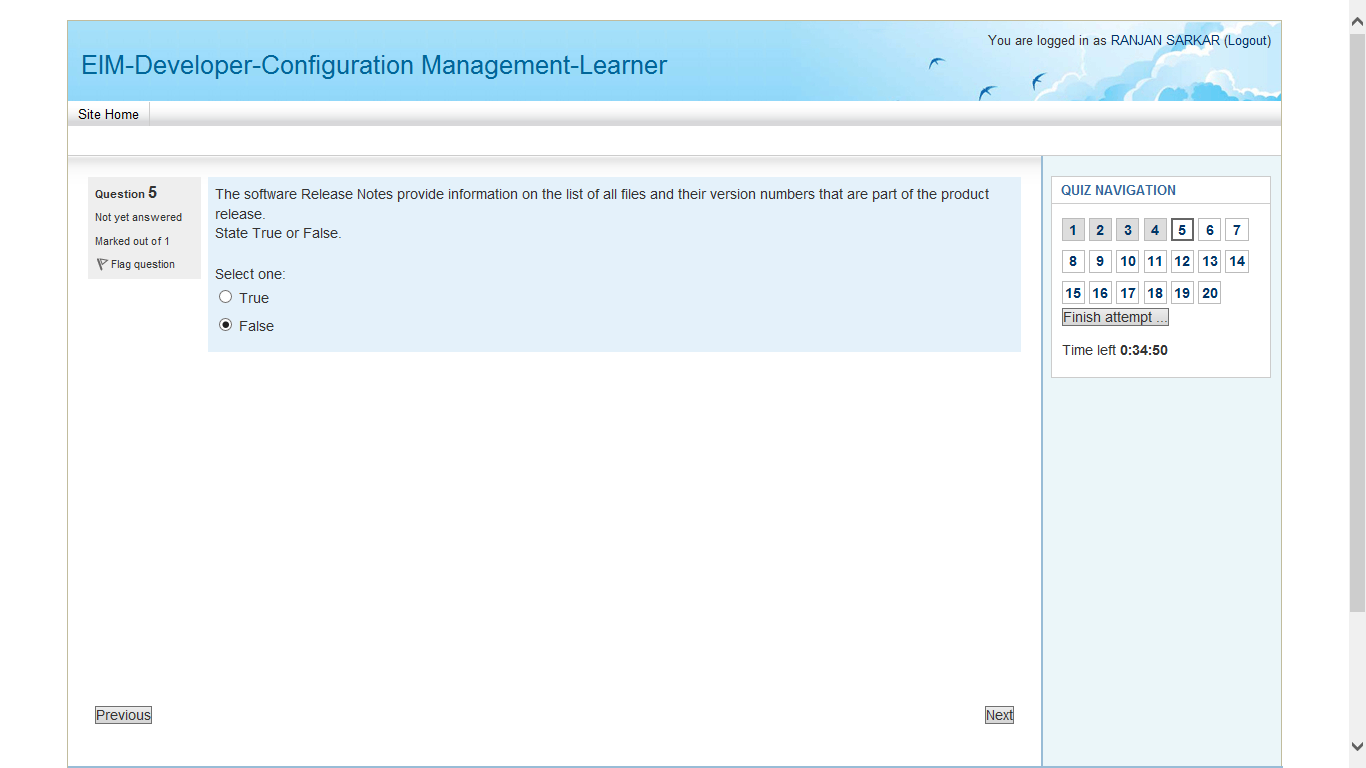 You are logged in as RANJAN SARKAR (Logout)
EIM-Developer-Configuration Management-Learner
Site Home
Question 5
Not yet answered
Marked out of 1
Flag question
The software Release Notes provide information on the list of all files and their version numbers that are part of the product
release.
State True or False.
Select one:
True
False
QUIZ NAVIGATION
1 2 3 4 5 6 7
8 9 10 11 12 13 14
15 16 17 18 19 20
Finish attempt ...
Time left 0:34:50
Previous
Next